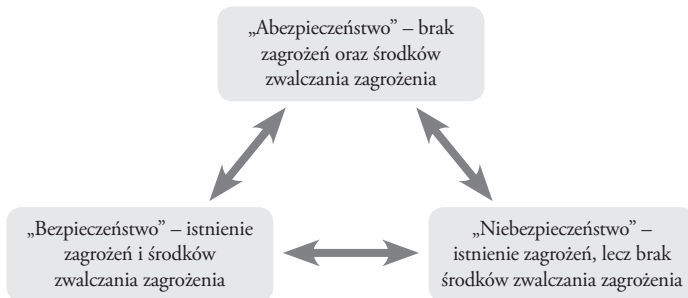 „Abezpieczeństwo” – brak
zagrożeń oraz środków
zwalczania zagrożenia
„Bezpieczeństwo” – istnienie
zagrożeń i środków
zwalczania zagrożenia
„Niebezpieczeństwo” –
istnienie zagrożeń, lecz brak
środków zwalczania zagrożenia